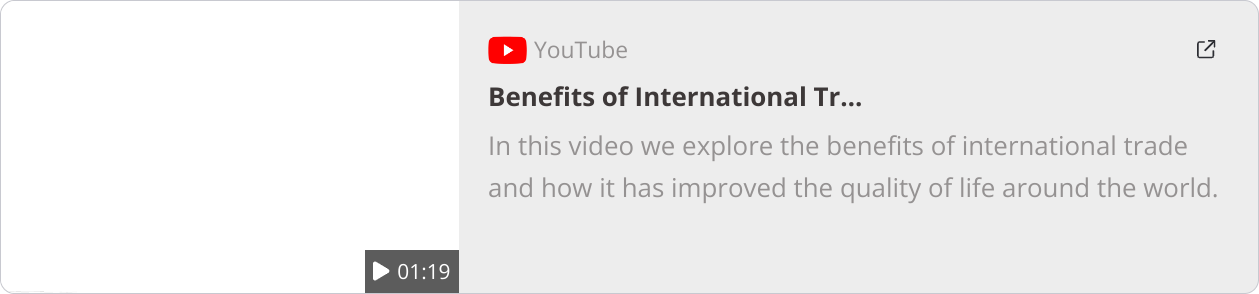 YouTube
Benefits of International Tr...
In this video we explore the benefits of international trade
and how it has improved the quality of life around the world.
01:19